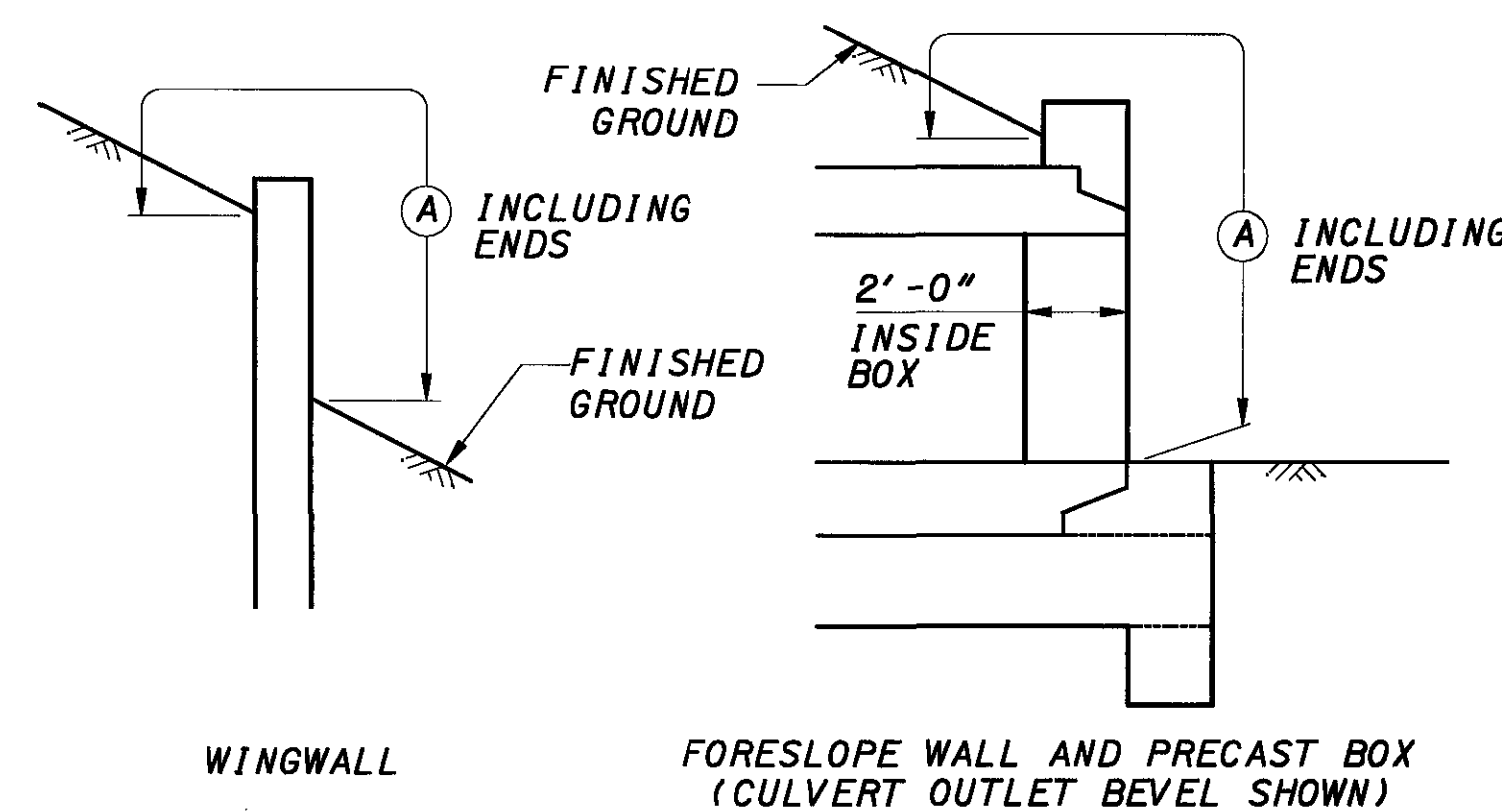 FINISHED
GROUND
A INCLUDING
ENDS
FINISHED
GROUND
WINGWALL
2'-0"
INSIDE
BOX
A INCLUDING
ENDS
FORESLOPE WALL AND PRECAST BOX
(CULVERT OUTLET BEVEL SHOWN)